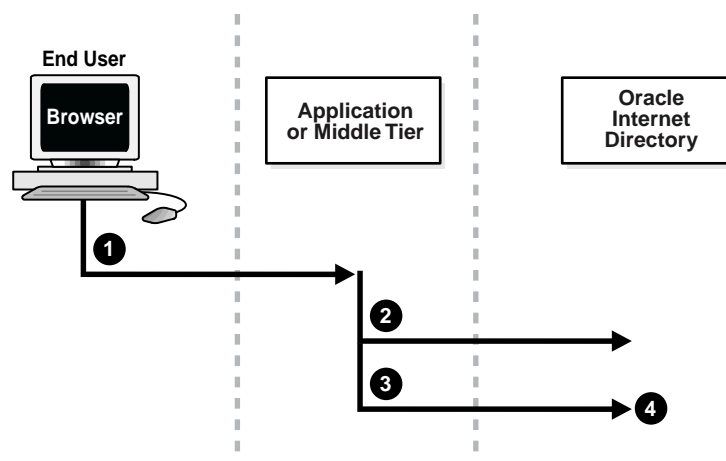 End User
Browser
Application
or Middle Tier
Oracle
Internet
Directory
1
2
3
4